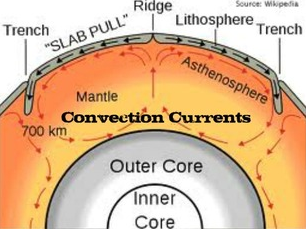 Source: Wikipedia
Ridge
Lithosphere
Trench
Trench
"SLAB PULL"
Asthenosphere
Mantle
Convection Currents
700 km
Outer Core
Inner
Core